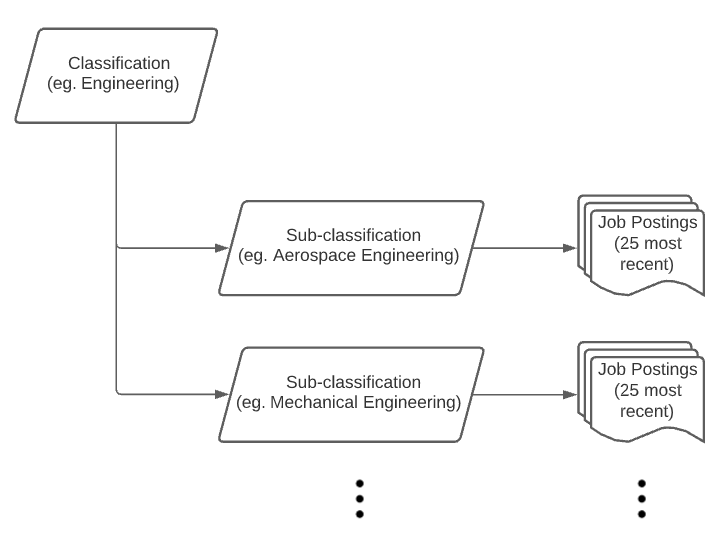 Classification
(eg. Engineering)
Sub-classification
(eg. Aerospace Engineering)
Job Postings
(25 most
recent)
Sub-classification
(eg. Mechanical Engineering)
Job Postings
(25 most
recent)